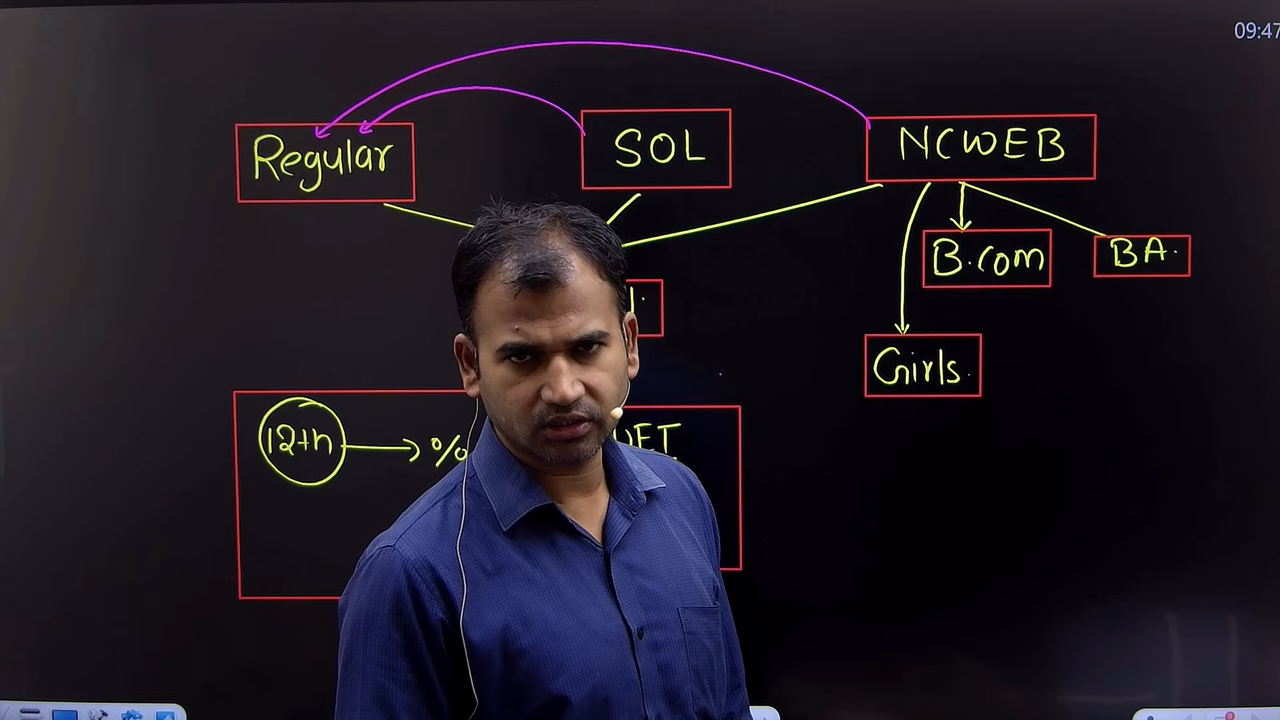 09:47
Regular
SOL
NCWEB
B.com
BA.
Girls.
12th → %